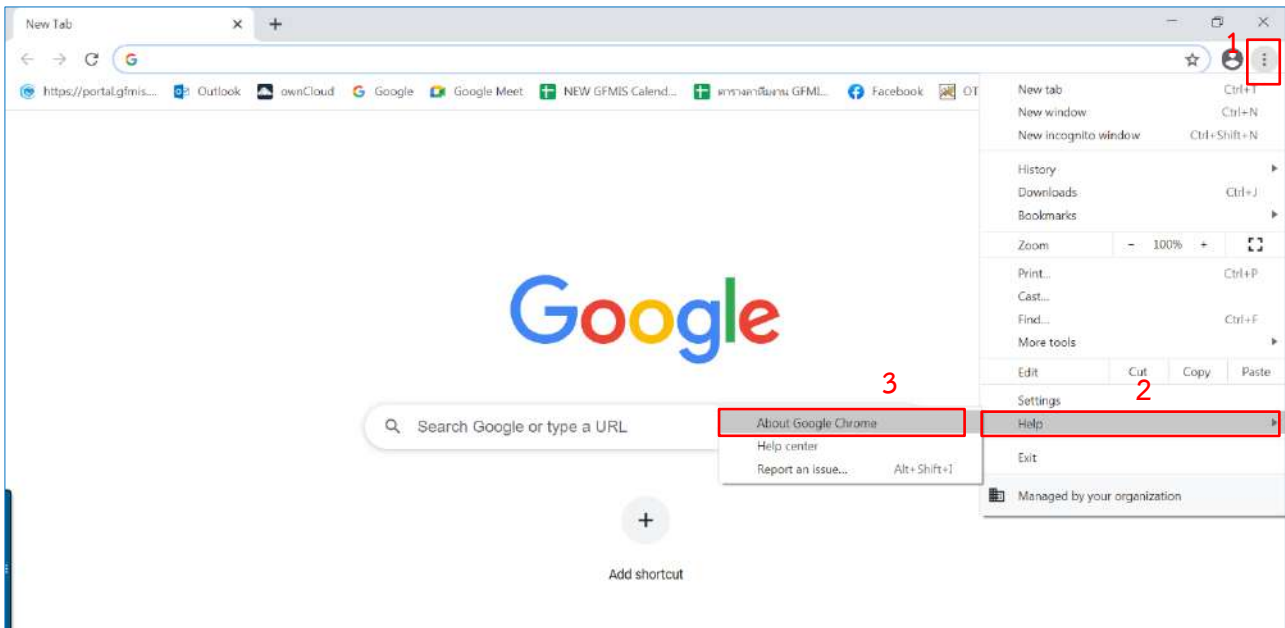 New Tab
1
G
https://portal.gfmis.... Outlook ownCloud G Google Google Meet NEW GFMIS Calend... GFMI... Facebook OT
New tab Ctrl+T
New window Ctrl+N
New incognito window Ctrl+Shift+N
History
Downloads Ctrl+J
Bookmarks
Zoom - 100% +
Print... Ctrl+P
Cast...
Find... Ctrl+F
More tools
Edit Cut Copy Paste
Settings
2
Help
Exit
Managed by your organization
Google
3
Search Google or type a URL
About Google Chrome
Help center
Report an issue... Alt+Shift+I
+
Add shortcut